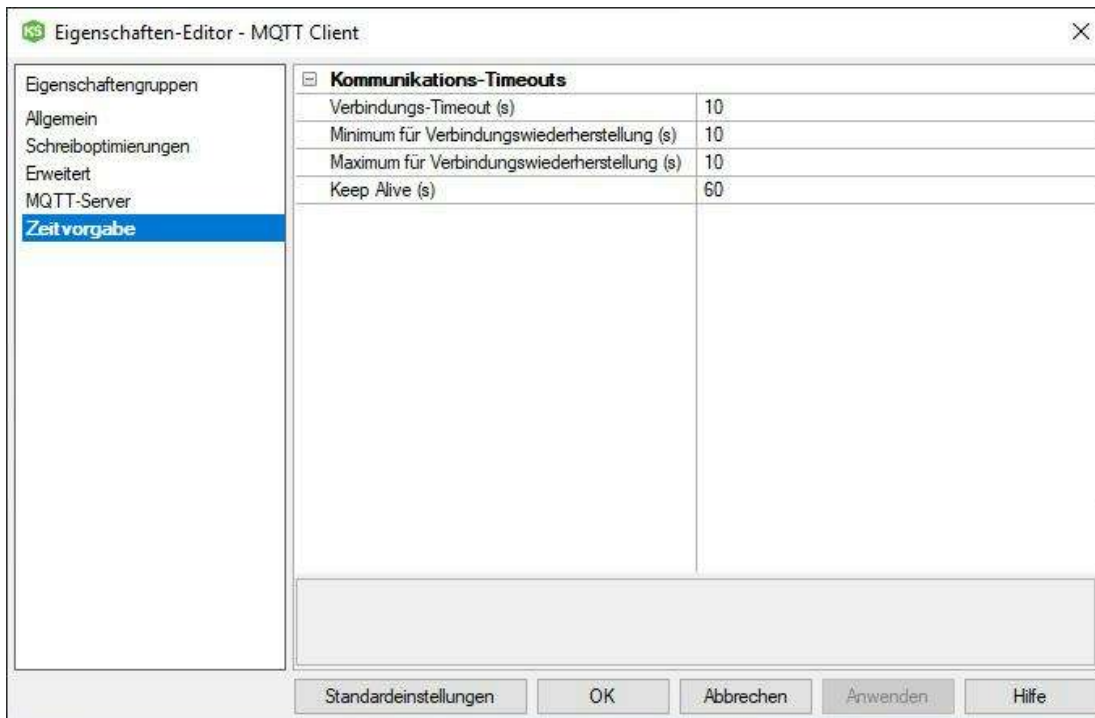 KS Eigenschaften-Editor - MQTT Client
Eigenschaftengruppen
Allgemein
Schreiboptimierungen
Erweitert
MQTT-Server
Zeitvorgabe
Kommunikations-Timeouts
Verbindungs-Timeout (s) 10
Minimum für Verbindungswiederherstellung (s) 10
Maximum für Verbindungswiederherstellung (s) 10
Keep Alive (s) 60
Standardeinstellungen OK Abbrechen Anwenden Hilfe